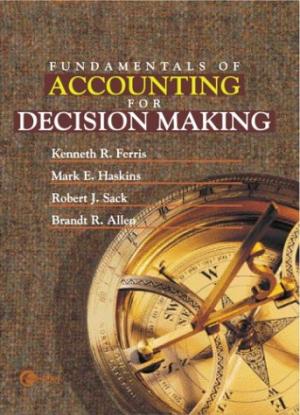 FUNDAMENTALS OF
ACCOUNTING
FOR
DECISION MAKING
Kenneth R. Ferris
Mark E. Haskins
Robert J. Sack
Brandt R. Allen